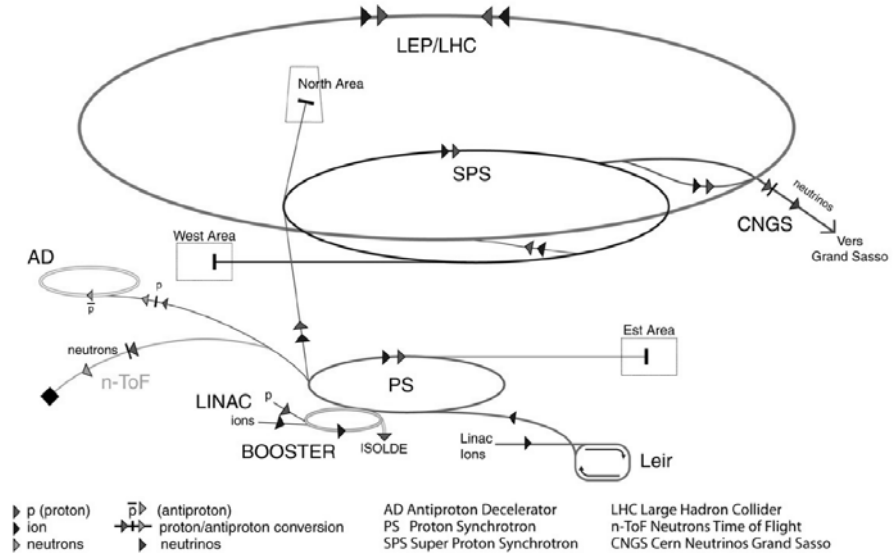 LEP/LHC
North Area
SPS
neutrinos
CNGS
Vers
Grand Sasso
West Area
AD
p
p̅
neutrons
n-ToF
Est Area
PS
LINAC
p
ions
BOOSTER
ISOLDE
Linac
Ions
Leir
p (proton)
ion
neutrons
p̅ (antiproton)
proton/antiproton conversion
neutrinos
AD Antiproton Decelerator
PS Proton Synchrotron
SPS Super Proton Synchrotron
LHC Large Hadron Collider
n-ToF Neutrons Time of Flight
CNGS Cern Neutrinos Grand Sasso